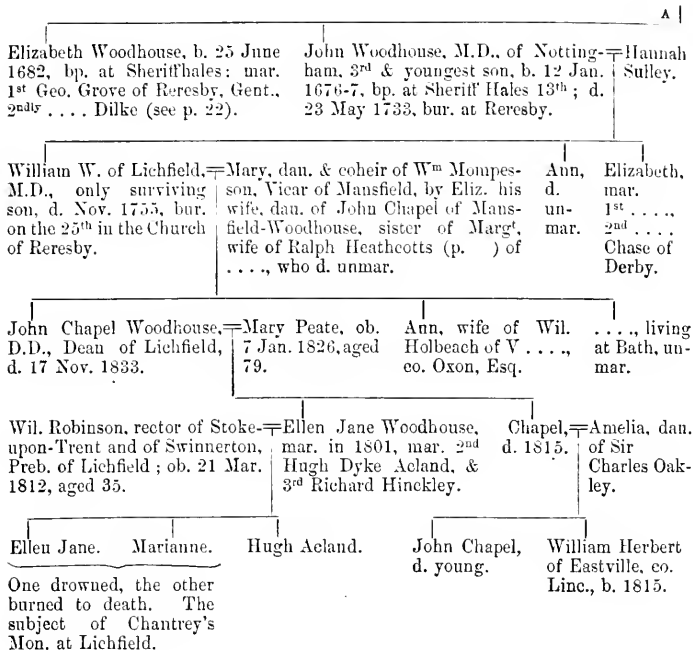 A
Elizabeth Woodhouse, b. 25 June
1682, bp. at Sheriffhales: mar.
1st Geo. Grove of Reresby, Gent.,
2ndly . . . . Dilke (see p. 22).
John Woodhouse, M.D., of Notting-
ham, 3rd & youngest son, b. 12 Jan.
1676-7, bp. at Sheriff Hales 13th; d.
23 May 1733, bur. at Reresby.
Hannah
Sulley.
William W. of Lichfield,
M.D., only surviving
son, d. Nov. 1755, bur.
on the 25th in the Church
of Reresby.
Mary, dau. & coheir of Wm Mompes-
son, Vicar of Mansfield, by Eliz. his
wife, dau. of John Chapel of Mans-
field-Woodhouse, sister of Margt,
wife of Ralph Heathcotts (p. ) of
. . . ., who d. unmar.
Ann,
d.
un-
mar.
Elizabeth,
mar.
1st . . . .,
2nd . . . .
Chase of
Derby.
John Chapel Woodhouse,
D.D., Dean of Lichfield,
d. 17 Nov. 1833.
Mary Peate, ob.
7 Jan. 1826, aged
79.
Ann, wife of Wil.
Holbeach of V . . . .,
co. Oxon, Esq.
. . . ., living
at Bath, un-
mar.
Wil. Robinson, rector of Stoke-
upon-Trent and of Swinnerton,
Preb. of Lichfield; ob. 21 Mar.
1812, aged 35.
Ellen Jane Woodhouse,
mar. in 1801, mar. 2nd
Hugh Dyke Acland, &
3rd Richard Hinckley.
Chapel,
d. 1815.
Amelia, dau.
of Sir
Charles Oak-
ley.
Ellen Jane. Marianne.
One drowned, the other
burned to death. The
subject of Chantrey's
Mon. at Lichfield.
Hugh Acland.
John Chapel,
d. young.
William Herbert
of Eastville, co.
Linc., b. 1815.